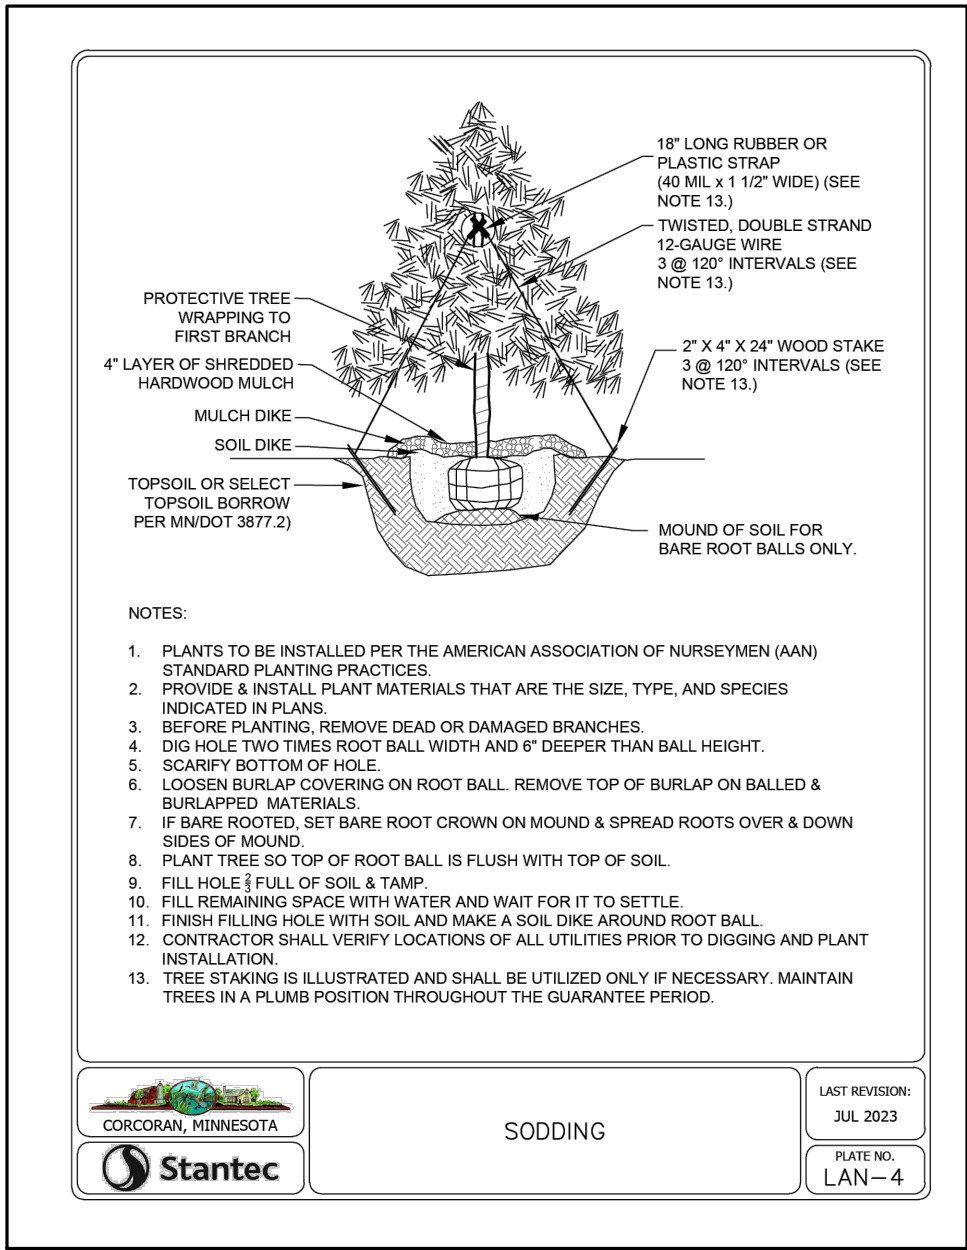 18" LONG RUBBER OR
PLASTIC STRAP
(40 MIL x 1 1/2" WIDE) (SEE
NOTE 13.)
TWISTED, DOUBLE STRAND
12-GAUGE WIRE
3 @ 120° INTERVALS (SEE
NOTE 13.)
PROTECTIVE TREE
WRAPPING TO
FIRST BRANCH
2" X 4" X 24" WOOD STAKE
3 @ 120° INTERVALS (SEE
NOTE 13.)
4" LAYER OF SHREDDED
HARDWOOD MULCH
MULCH DIKE
SOIL DIKE
TOPSOIL OR SELECT
TOPSOIL BORROW
PER MN/DOT 3877.2)
MOUND OF SOIL FOR
BARE ROOT BALLS ONLY.
NOTES:
1. PLANTS TO BE INSTALLED PER THE AMERICAN ASSOCIATION OF NURSEYMEN (AAN)
STANDARD PLANTING PRACTICES.
2. PROVIDE & INSTALL PLANT MATERIALS THAT ARE THE SIZE, TYPE, AND SPECIES
INDICATED IN PLANS.
3. BEFORE PLANTING, REMOVE DEAD OR DAMAGED BRANCHES.
4. DIG HOLE TWO TIMES ROOT BALL WIDTH AND 6" DEEPER THAN BALL HEIGHT.
5. SCARIFY BOTTOM OF HOLE.
6. LOOSEN BURLAP COVERING ON ROOT BALL. REMOVE TOP OF BURLAP ON BALLED &
BURLAPPED MATERIALS.
7. IF BARE ROOTED, SET BARE ROOT CROWN ON MOUND & SPREAD ROOTS OVER & DOWN
SIDES OF MOUND.
8. PLANT TREE SO TOP OF ROOT BALL IS FLUSH WITH TOP OF SOIL.
9. FILL HOLE 2/3 FULL OF SOIL & TAMP.
10. FILL REMAINING SPACE WITH WATER AND WAIT FOR IT TO SETTLE.
11. FINISH FILLING HOLE WITH SOIL AND MAKE A SOIL DIKE AROUND ROOT BALL.
12. CONTRACTOR SHALL VERIFY LOCATIONS OF ALL UTILITIES PRIOR TO DIGGING AND PLANT
INSTALLATION.
13. TREE STAKING IS ILLUSTRATED AND SHALL BE UTILIZED ONLY IF NECESSARY. MAINTAIN
TREES IN A PLUMB POSITION THROUGHOUT THE GUARANTEE PERIOD.
CORCORAN, MINNESOTA
Stantec
SODDING
LAST REVISION:
JUL 2023
PLATE NO.
LAN-4